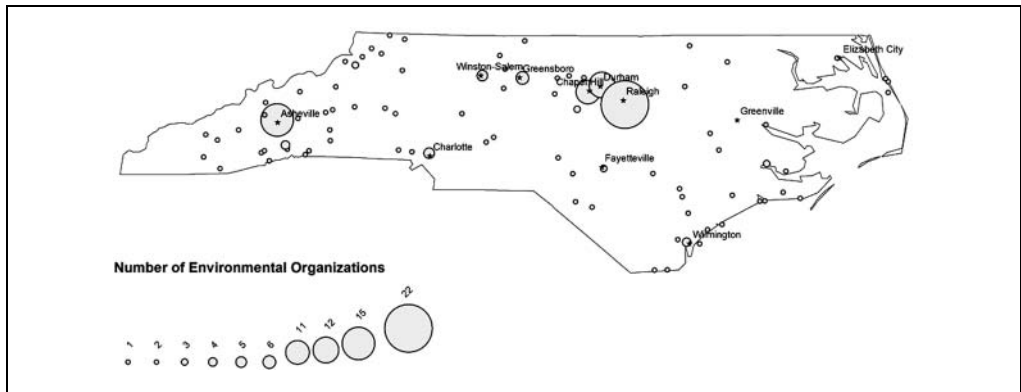 Elizabeth City
Winston-Salem
Greensboro
Chapel Hill
Durham
Raleigh
Asheville
Greenville
Charlotte
Fayetteville
Wilmington
Number of Environmental Organizations
1 2 3 4 5 6 11 12 15 22